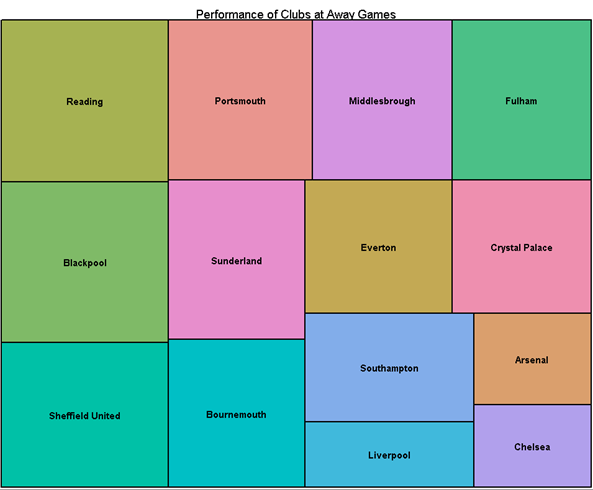 Performance of Clubs at Away Games
Reading
Portsmouth
Middlesbrough
Fulham
Blackpool
Sunderland
Everton
Crystal Palace
Sheffield United
Bournemouth
Southampton
Arsenal
Liverpool
Chelsea